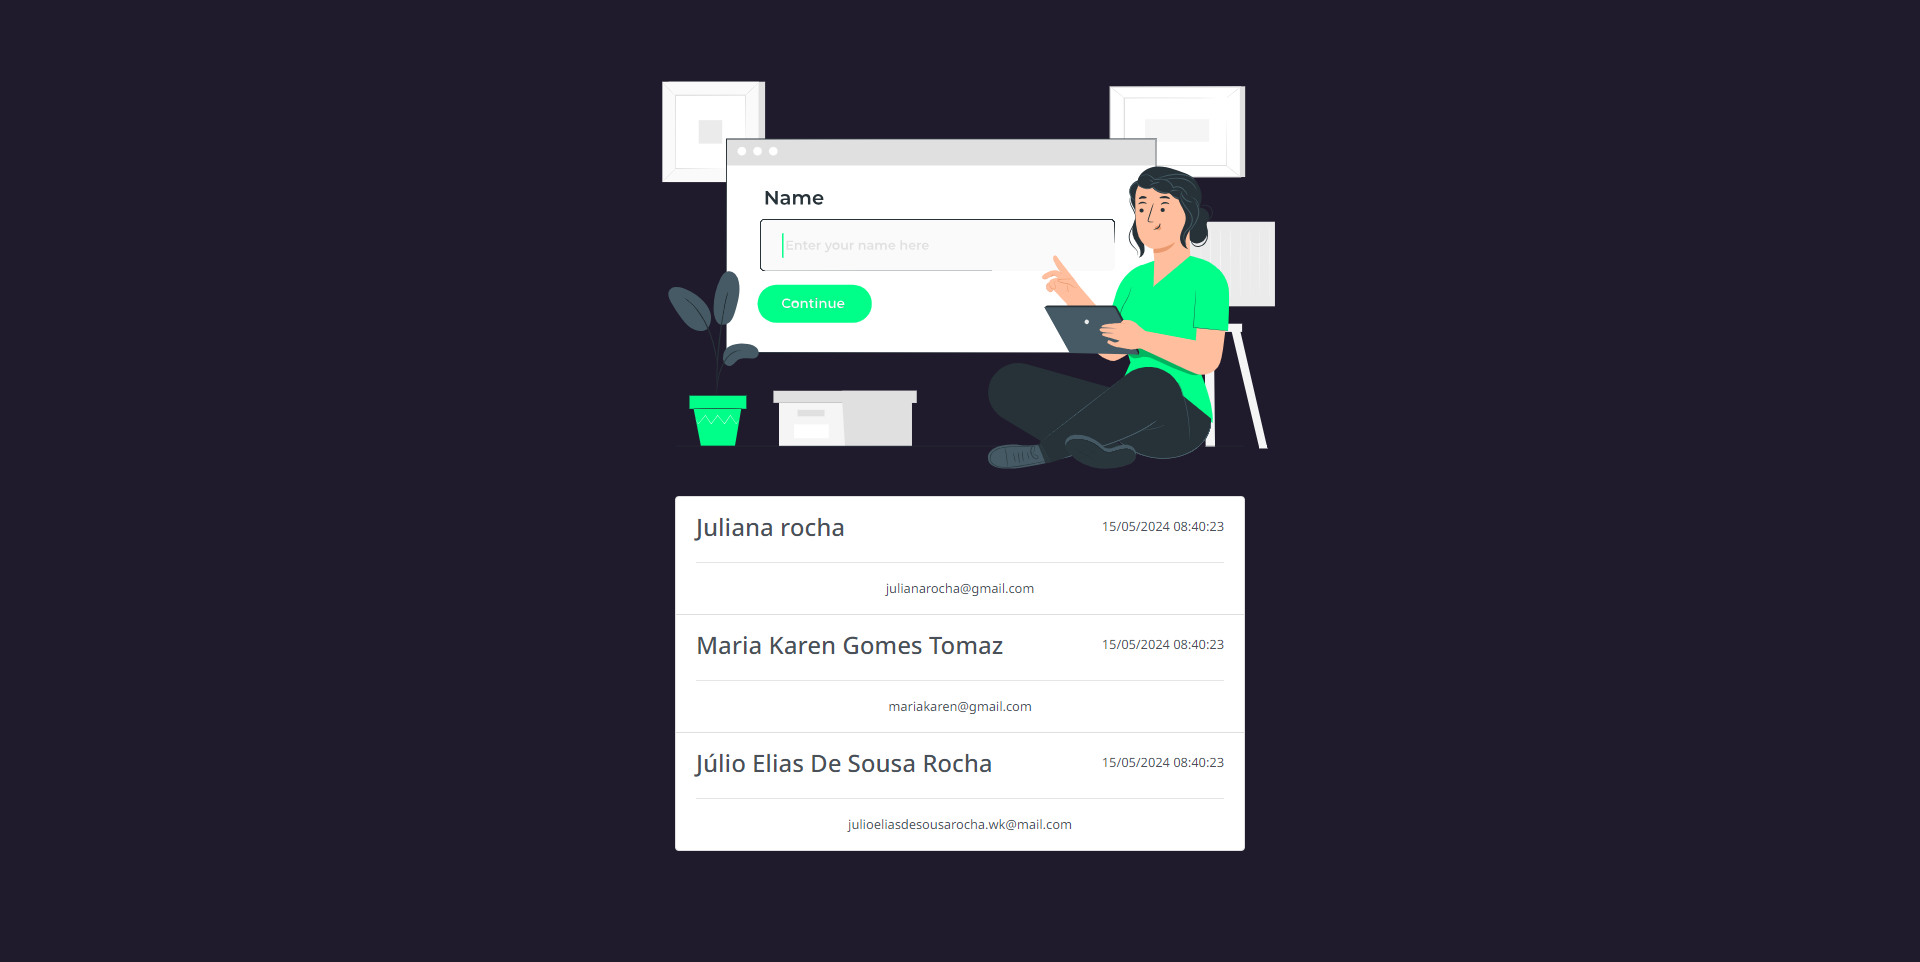 Name
Enter your name here
Continue
Juliana rocha 15/05/2024 08:40:23
julianarocha@gmail.com
Maria Karen Gomes Tomaz 15/05/2024 08:40:23
mariakaren@gmail.com
Júlio Elias De Sousa Rocha 15/05/2024 08:40:23
julioeliasdesousarocha.wk@mail.com